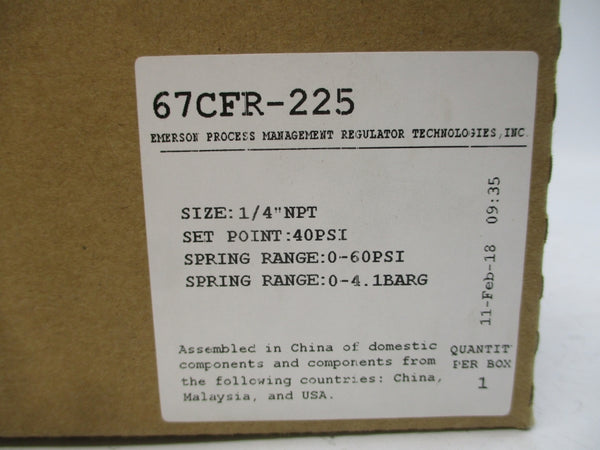 67CFR-225
EMERSON PROCESS MANAGEMENT REGULATOR TECHNOLOGIES, INC.
SIZE:1/4"NPT
SET POINT:40PSI
SPRING RANGE:0-60PSI
SPRING RANGE:0-4.1BARG
11-Feb-18 09:35
Assembled in China of domestic
components and components from
the following countries: China,
Malaysia, and USA.
QUANTIT
PER BOX
1